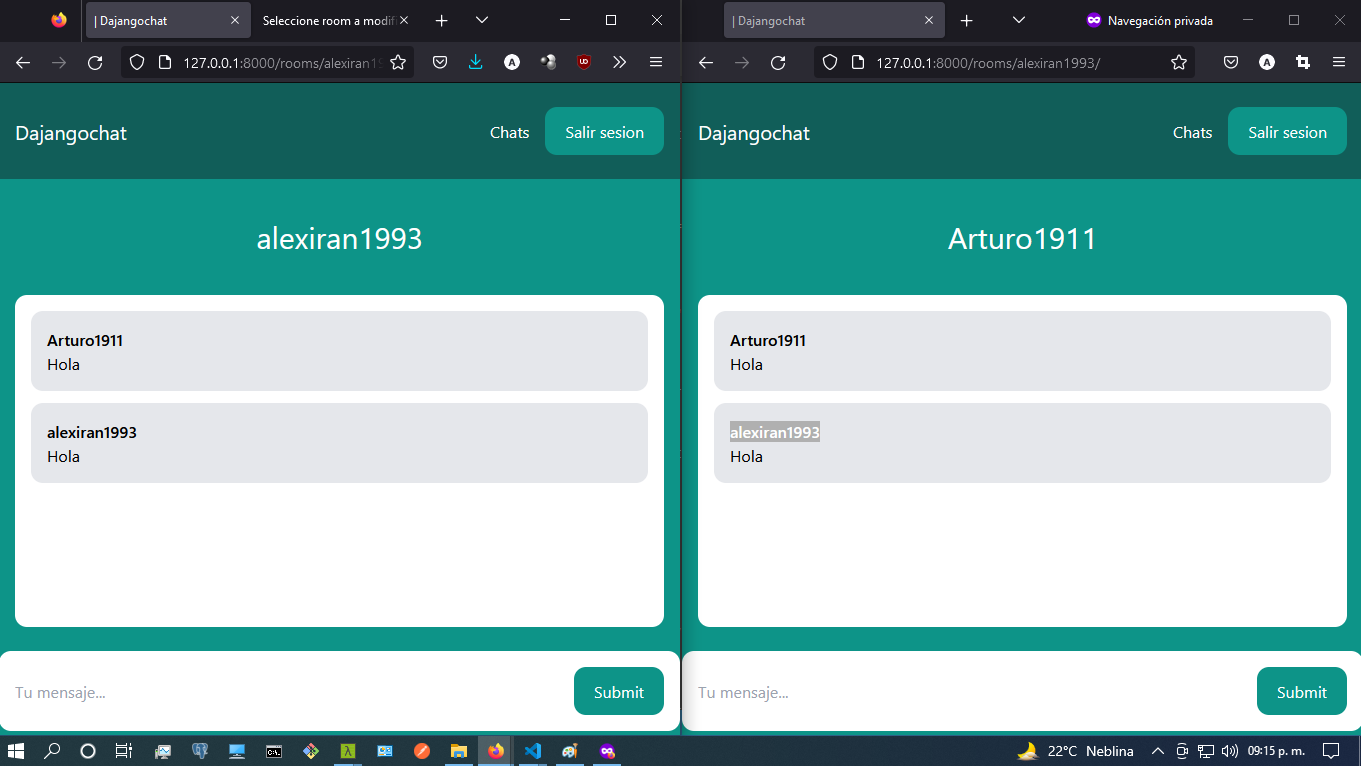 | Dajangochat
Seleccione room a modifi
| Dajangochat
Navegación privada
127.0.0.1:8000/rooms/alexiran19
127.0.0.1:8000/rooms/alexiran1993/
Dajangochat
Chats
Salir sesion
alexiran1993
Arturo1911
Hola
alexiran1993
Hola
Tu mensaje...
Submit
Dajangochat
Chats
Salir sesion
Arturo1911
Arturo1911
Hola
alexiran1993
Hola
Tu mensaje...
Submit
22°C Neblina
09:15 p. m.